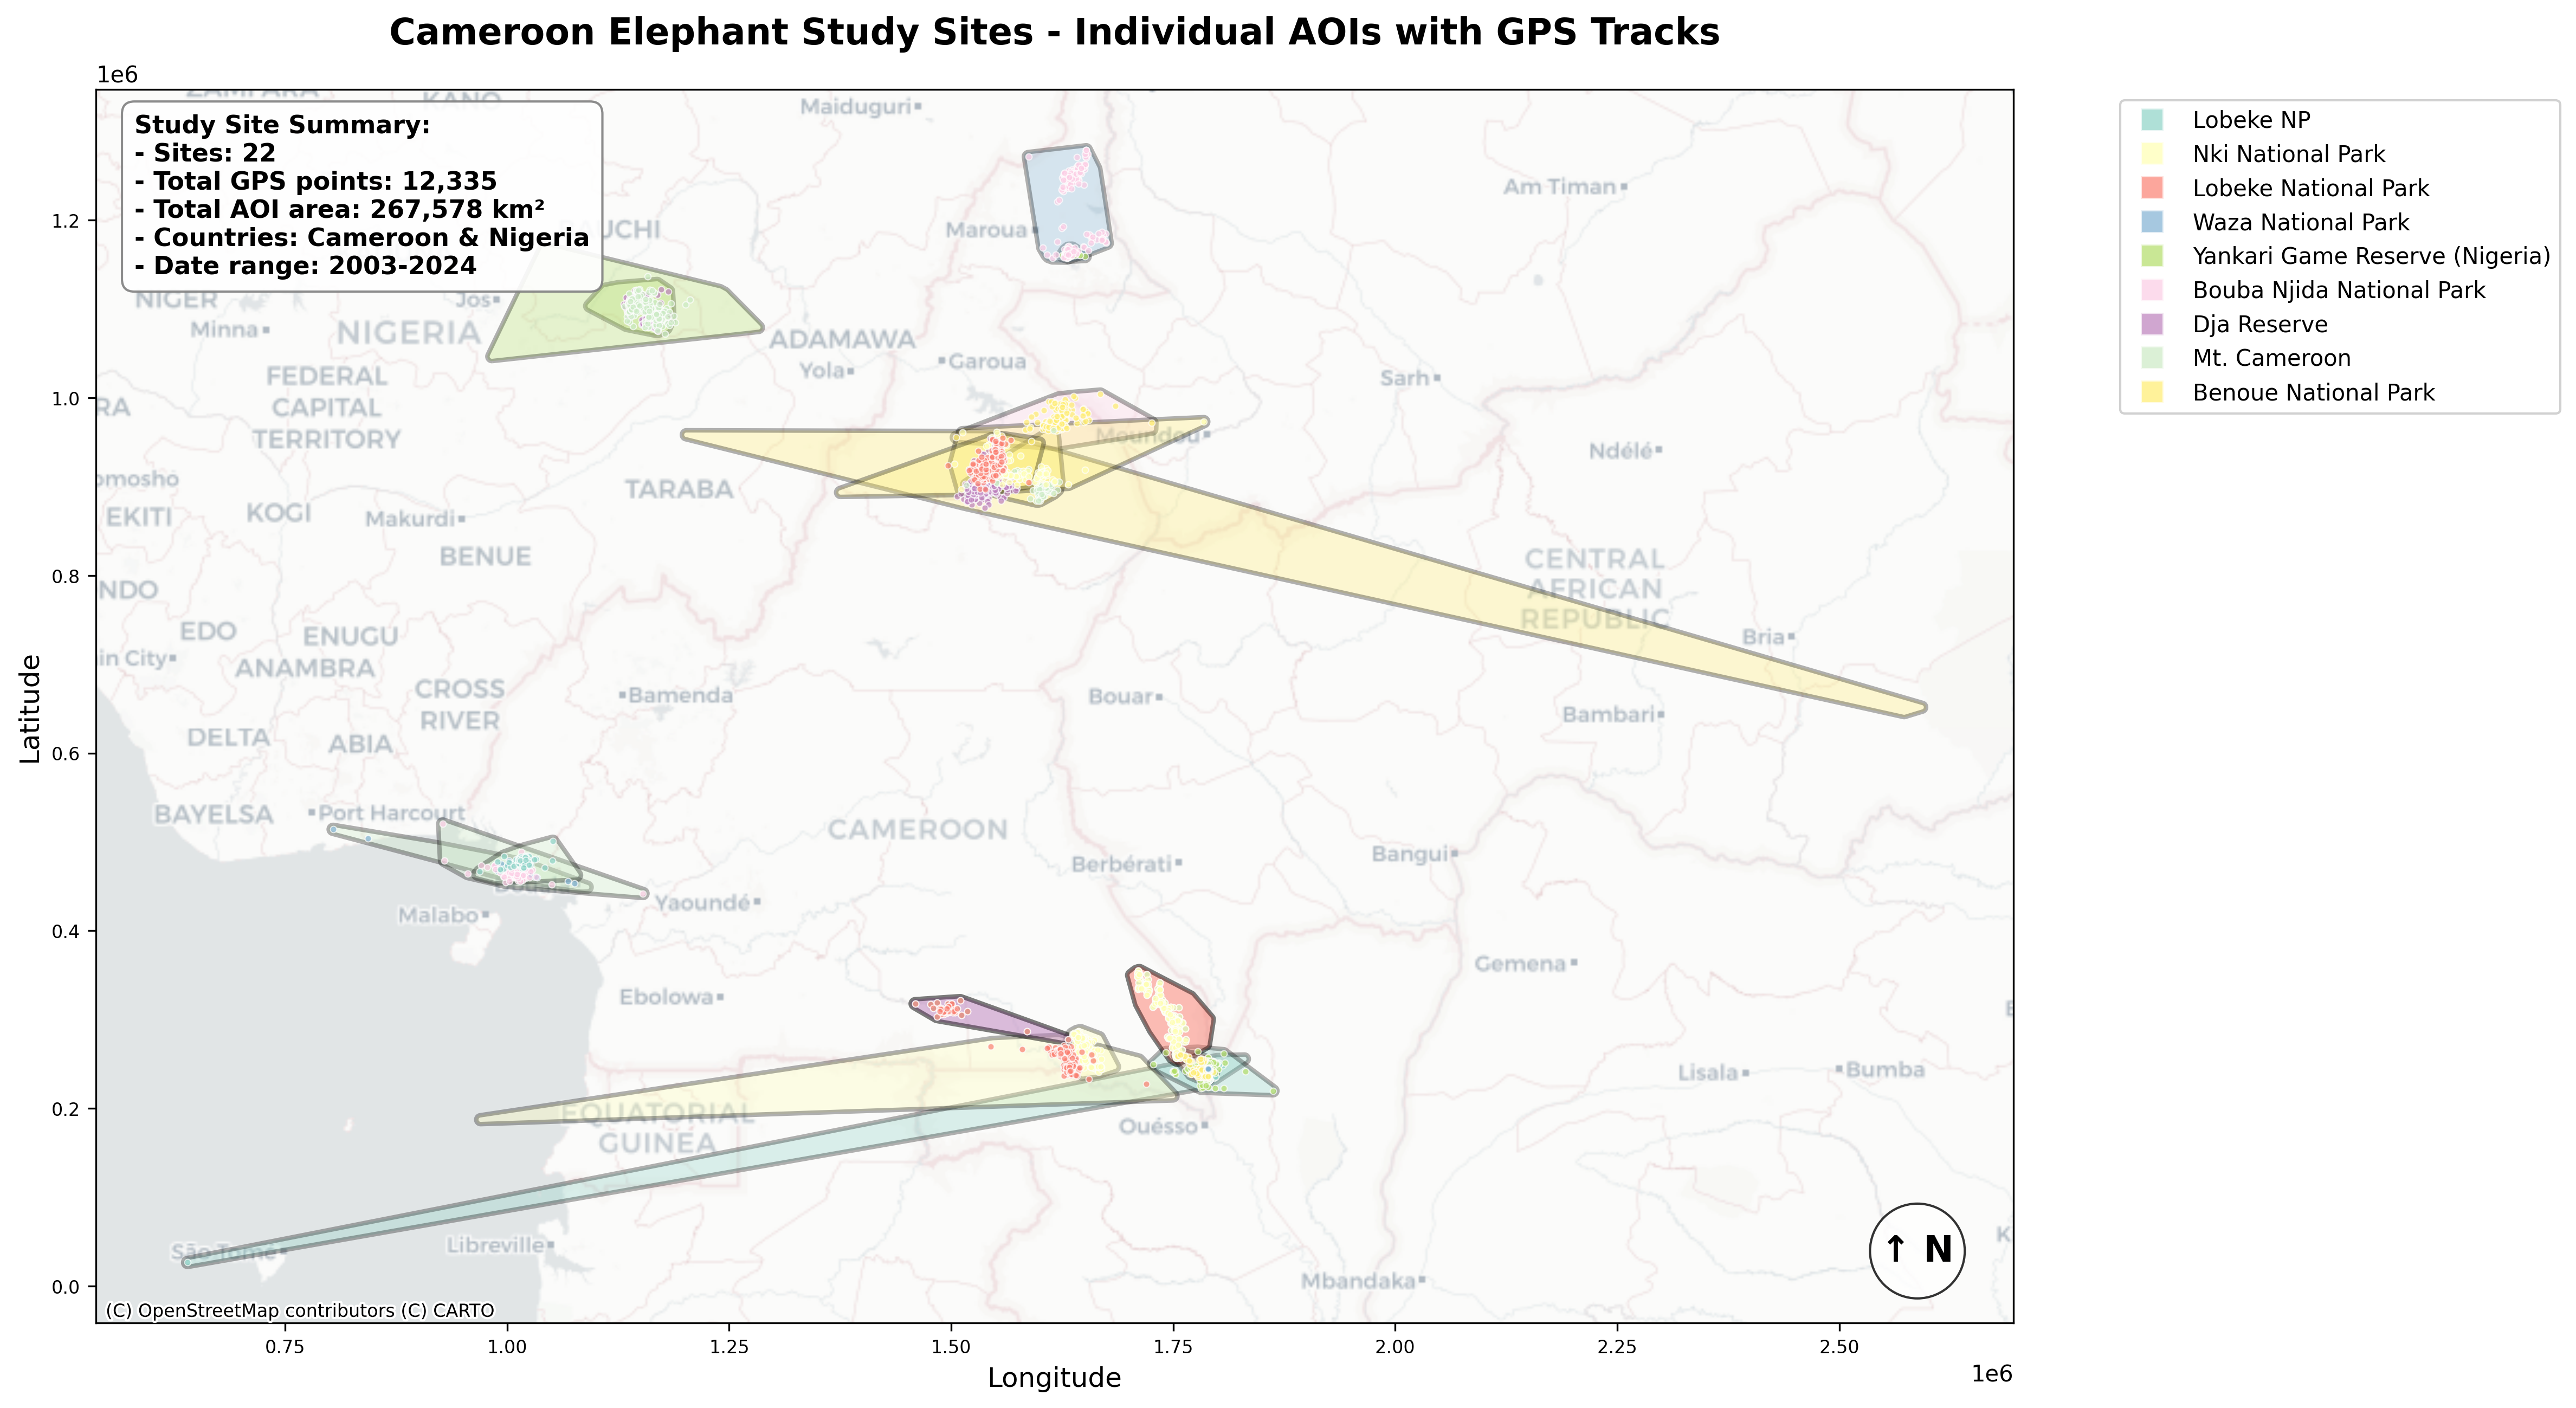 Cameroon Elephant Study Sites - Individual AOIs with GPS Tracks
1e6
Study Site Summary:
- Sites: 22
- Total GPS points: 12,335
- Total AOI area: 267,578 km²
- Countries: Cameroon & Nigeria
- Date range: 2003-2024
Lobeke NP
Nki National Park
Lobeke National Park
Waza National Park
Yankari Game Reserve (Nigeria)
Bouba Njida National Park
Dja Reserve
Mt. Cameroon
Benoue National Park
Maiduguri
Am Timan
Maroua
UCHI
NIGER
Jos
Minna
NIGERIA
ADAMAWA
Garoua
Yola
Sarh
FEDERAL
CAPITAL
TERRITORY
RA
Moundou
Ndélé
omosho
TARABA
EKITI
KOGI
Makurdi
BENUE
CENTRAL
AFRICAN
REPUBLIC
NDO
EDO
ENUGU
Bria
in City
ANAMBRA
CROSS
RIVER
Bamenda
Bouar
Bambari
DELTA
ABIA
BAYELSA
Port Harcourt
CAMEROON
Berbérati
Bangui
Malabo
Yaoundé
Gemena
Ebolowa
Lisala
Bumba
EQUATORIAL
GUINEA
Ouésso
São Tomé
Libreville
Mbandaka
K
↑ N
(C) OpenStreetMap contributors (C) CARTO
Latitude
1.2
1.0
0.8
0.6
0.4
0.2
0.0
0.75
1.00
1.25
1.50
1.75
2.00
2.25
2.50
1e6
Longitude